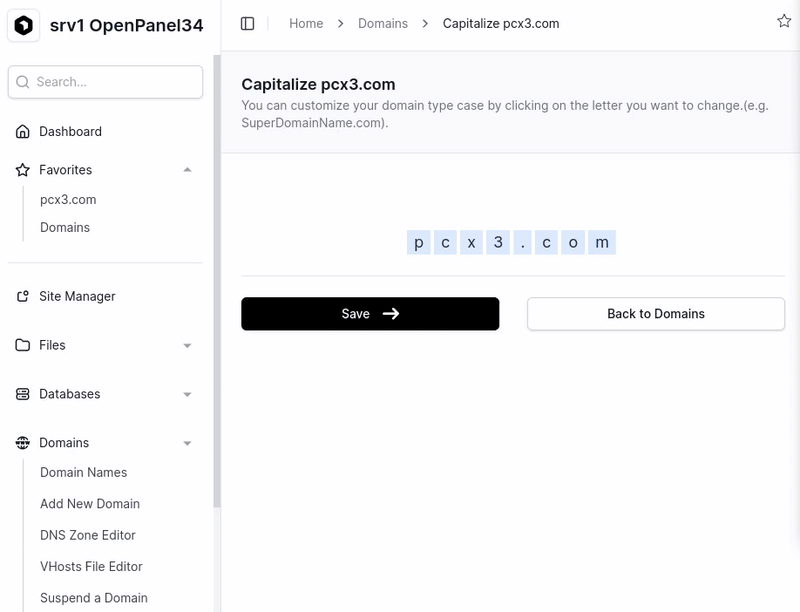 srv1 OpenPanel34
Search...
Dashboard
Favorites
pcx3.com
Domains
Site Manager
Files
Databases
Domains
Domain Names
Add New Domain
DNS Zone Editor
VHosts File Editor
Suspend a Domain
Home > Domains > Capitalize pcx3.com
Capitalize pcx3.com
You can customize your domain type case by clicking on the letter you want to change.(e.g.
SuperDomainName.com).
p c x 3 . c o m
Save
Back to Domains